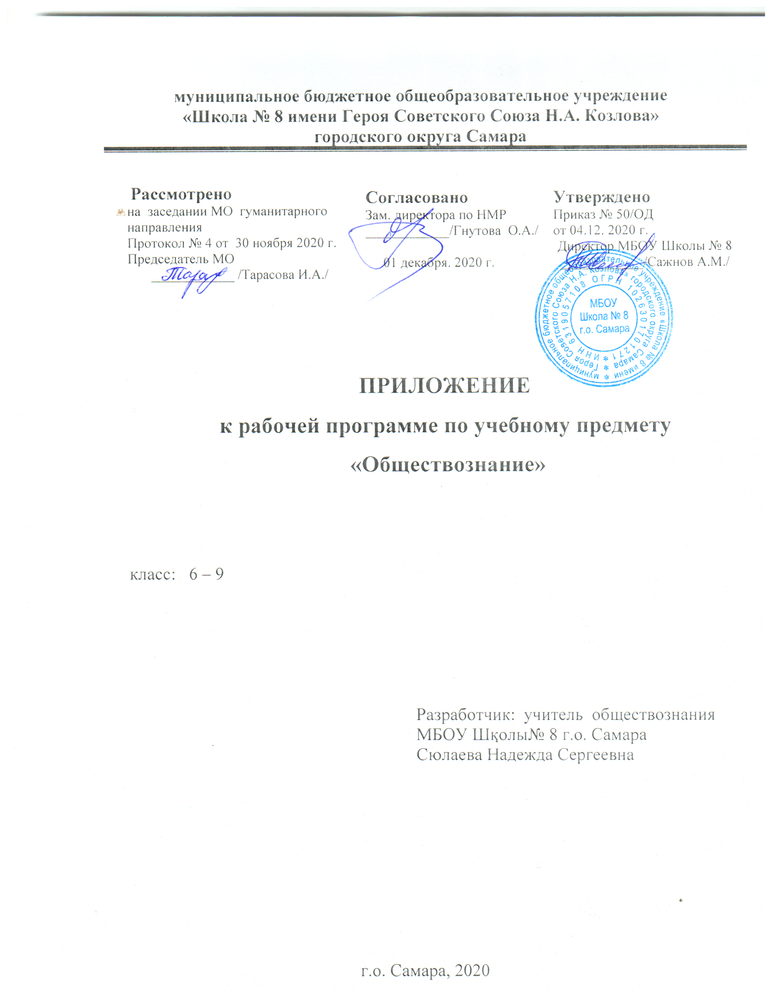 муниципальное бюджетное общеобразовательное учреждение
«Школа № 8 имени Героя Советского Союза Н.А. Козлова»
городского округа Самара
Рассмотрено
на заседании МО гуманитарного
направления
Протокол № 4 от 30 ноября 2020 г.
Председатель МО
____________ /Тарасова И.А./
Согласовано
Зам. директора по НМР
____________/Гнутова О.А./
01 декабря. 2020 г.
Утверждено
Приказ № 50/ОД
от 04.12. 2020 г.
Директор МБОУ Школы № 8
____________/Сажнов А.М./
муниципальное бюджетное общеобразовательное учреждение «Школа № 8 имени
Героя Советского Союза Н.А. Козлова» городского округа Самара
ИНН 6319057108 ОГРН 1026301701271
МБОУ
Школа № 8
г.о. Самара
ПРИЛОЖЕНИЕ
к рабочей программе по учебному предмету
«Обществознание»
класс: 6 – 9
Разработчик: учитель обществознания
МБОУ Школы№ 8 г.о. Самара
Сюлаева Надежда Сергеевна
г.о. Самара, 2020